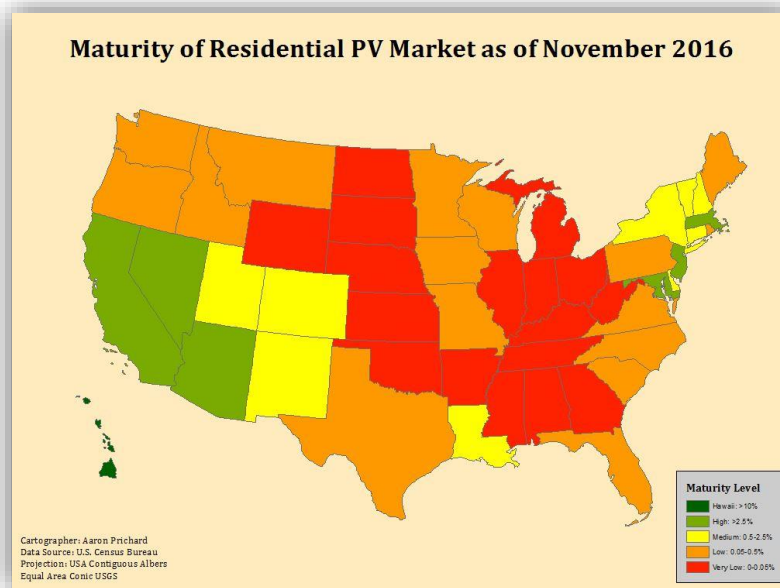 Maturity of Residential PV Market as of November 2016
Maturity Level
Hawaii: >10%
High: >2.5%
Medium: 0.5-2.5%
Low: 0.05-0.5%
Very Low: 0-0.05%
Cartographer: Aaron Prichard
Data Source: U.S. Census Bureau
Projection: USA Contiguous Albers
Equal Area Conic USGS